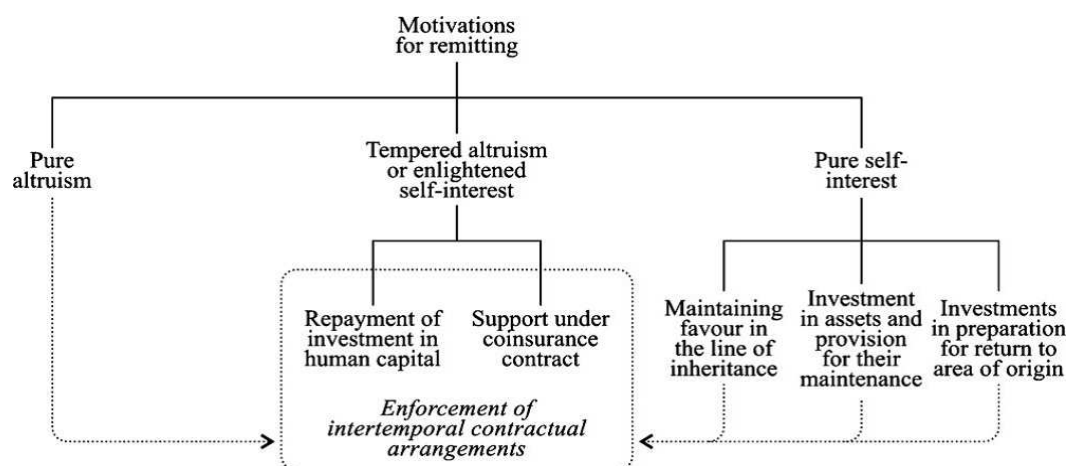 Motivations
for remitting
Pure
altruism
Tempered altruism
or enlightened
self-interest
Pure self-
interest
Repayment of
investment in
human capital
Support under
coinsurance
contract
Maintaining
favour in
the line of
inheritance
Investment
in assets and
provision
for their
maintenance
Investments
in preparation
for return to
area of origin
Enforcement of
intertemporal contractual
arrangements